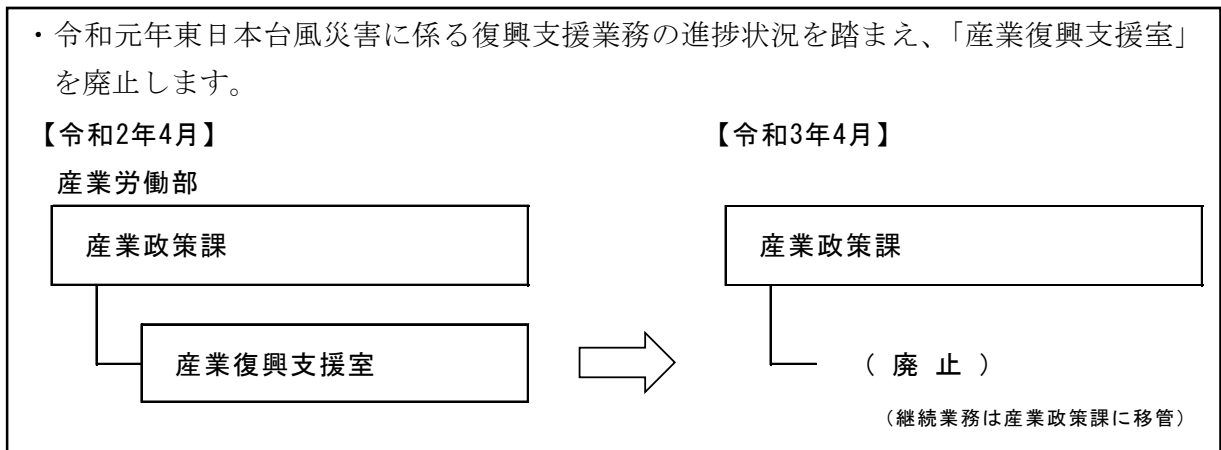 ・令和元年東日本台風災害に係る復興支援業務の進捗状況を踏まえ、「産業復興支援室」
を廃止します。
【令和2年4月】
【令和3年4月】
産業労働部
産業政策課
産業政策課
産業復興支援室
（ 廃 止 ）
（継続業務は産業政策課に移管）